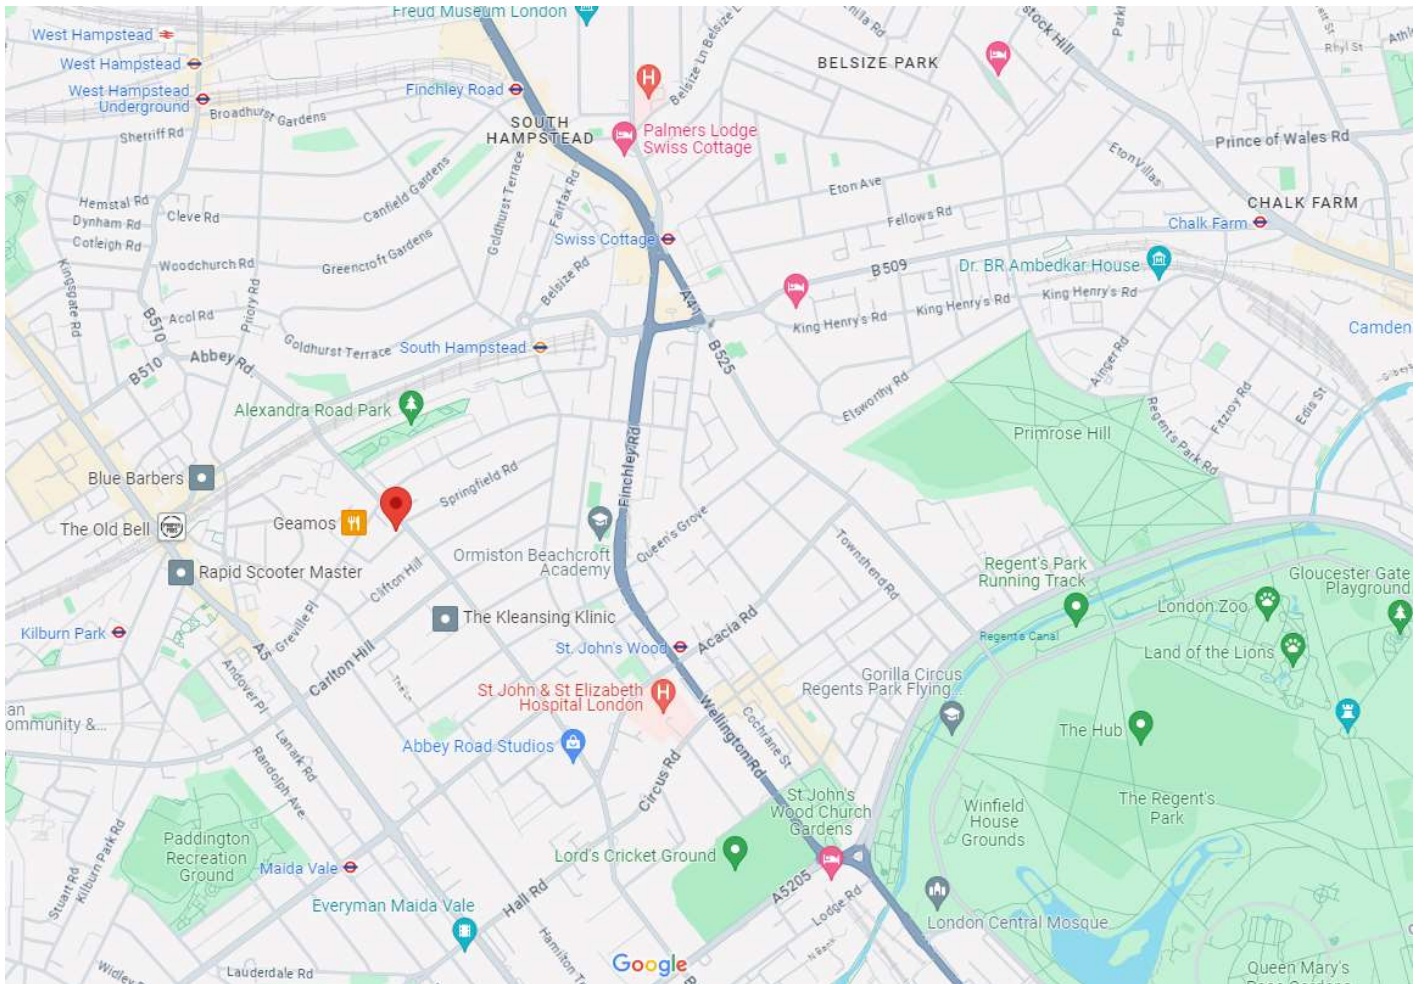 Freud Museum London
West Hampstead
West Hampstead
West Hampstead
Underground
Broadhurst Gardens
Sherriff Rd
Finchley Road
SOUTH
HAMPSTEAD
Palmers Lodge
Swiss Cottage
Belsize Ln
Belsize
BELSIZE PARK
Prince of Wales Rd
Rhyl St
Eton Villas
Eton Ave
CHALK FARM
Chalk Farm
Fellows Rd
Hemstal Rd
Dynham Rd
Cotleigh Rd
Cleve Rd
Canfield Gardens
Goldhurst Terrace
Fairfax Rd
Swiss Cottage
Woodchurch Rd
Greencroft Gardens
Kingsgate Rd
Priory Rd
Belsize Rd
B509
Dr. BR Ambedkar House
King Henry's Rd
King Henry's Rd
King Henry's Rd
A41
B525
Camden
B510
Acol Rd
Abbey Rd.
B510
Goldhurst Terrace
South Hampstead
Ainger Rd
Elsworthy Rd
Fitzroy Rd
Edis St
Regent's Park Rd
Primrose Hill
Alexandra Road Park
Blue Barbers
Springfield Rd
Finchley Rd
The Old Bell
Geamos
Ormiston Beachcroft
Academy
Queen's Grove
Townshend Rd
Regent's Park
Running Track
Gloucester Gate
Playground
London Zoo
Rapid Scooter Master
Clifton Hill
Greville Pl
The Kleansing Klinic
Kilburn Park
A5
Andover Pl
Carlton Hill
St. John's Wood
Acacia Rd
Regent's Canal
Land of the Lions
Gorilla Circus
Regents Park Flying...
St John & St Elizabeth
Hospital London
Wellington Rd
Cochrane St
an
ommunity &...
Abbey Road Studios
Lanark Rd
Randolph Ave.
Circus Rd
The Hub
The Regent's
Park
St John's
Wood Church
Gardens
Winfield
House
Grounds
Paddington
Recreation
Ground
Kilburn Park Rd
Stuart Rd
Maida Vale
Lord's Cricket Ground
A5205
Lodge Rd
Hall Rd
Everyman Maida Vale
London Central Mosque
Lauderdale Rd
Google
Queen Mary's